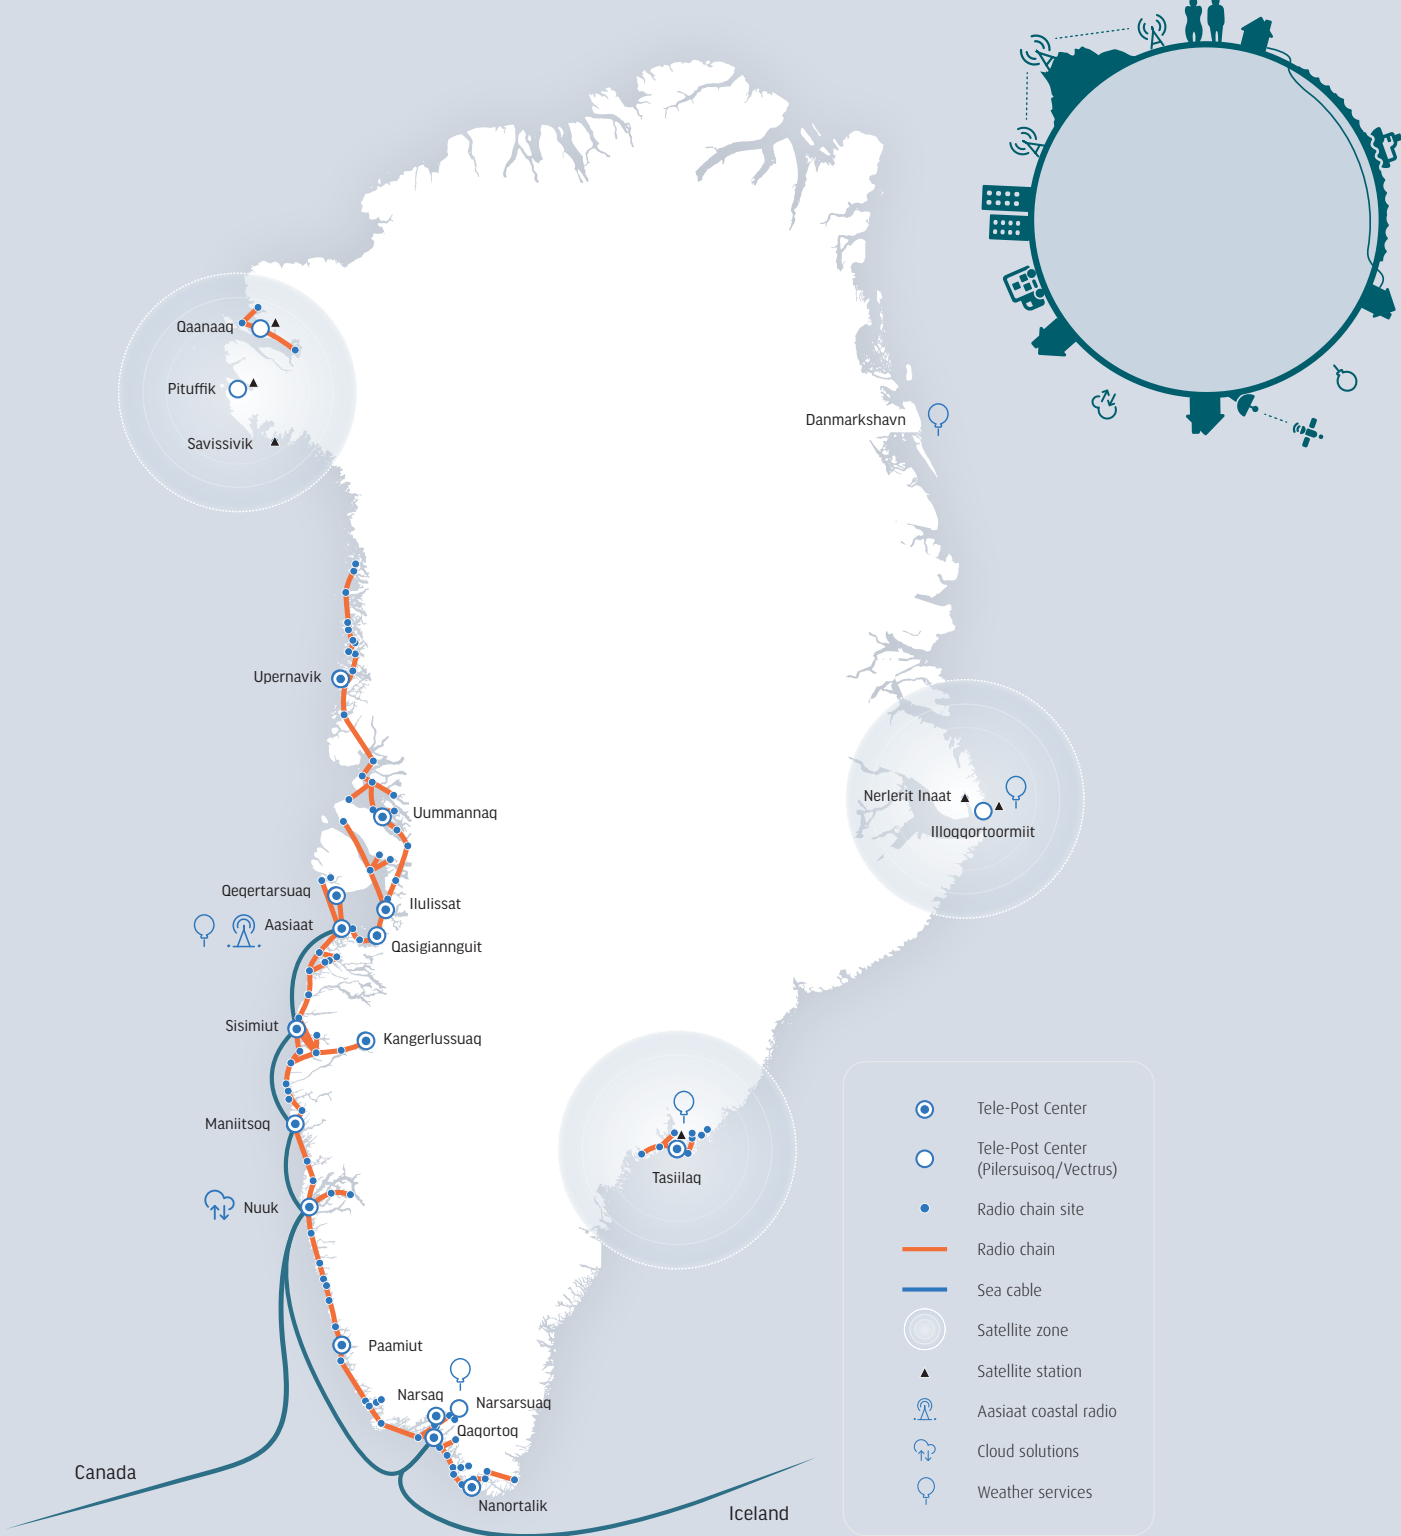 Qaanaaq
Pituffik
Savissivik
Danmarkshavn
Upernavik
Nerlerit Inaat
Illoqqortoormiit
Uummannaq
Qeqertarsuaq
Ilulissat
Aasiaat
Qasigiannguit
Sisimiut
Kangerlussuaq
Maniitsoq
Tasiilaq
Nuuk
Paamiut
Narsaq
Narsarsuaq
Qaqortoq
Nanortalik
Canada
Iceland
Tele-Post Center
Tele-Post Center
(Pilersuisoq/Vectrus)
Radio chain site
Radio chain
Sea cable
Satellite zone
Satellite station
Aasiaat coastal radio
Cloud solutions
Weather services